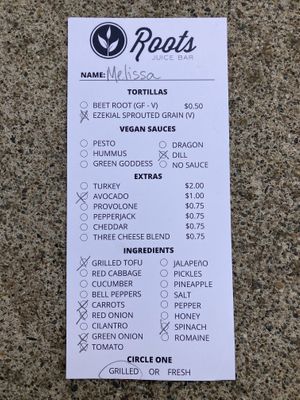 Roots
JUICE BAR
NAME: Melissa
TORTILLAS
BEET ROOT (GF - V) $0.50
EZEKIAL SPROUTED GRAIN (V)
VEGAN SAUCES
PESTO DRAGON
HUMMUS DILL
GREEN GODDESS NO SAUCE
EXTRAS
TURKEY $2.00
AVOCADO $1.00
PROVOLONE $0.75
PEPPERJACK $0.75
CHEDDAR $0.75
THREE CHEESE BLEND $0.75
INGREDIENTS
GRILLED TOFU JALAPEÑO
RED CABBAGE PICKLES
CUCUMBER PINEAPPLE
BELL PEPPERS SALT
CARROTS PEPPER
RED ONION HONEY
CILANTRO SPINACH
GREEN ONION ROMAINE
TOMATO
CIRCLE ONE
GRILLED OR FRESH